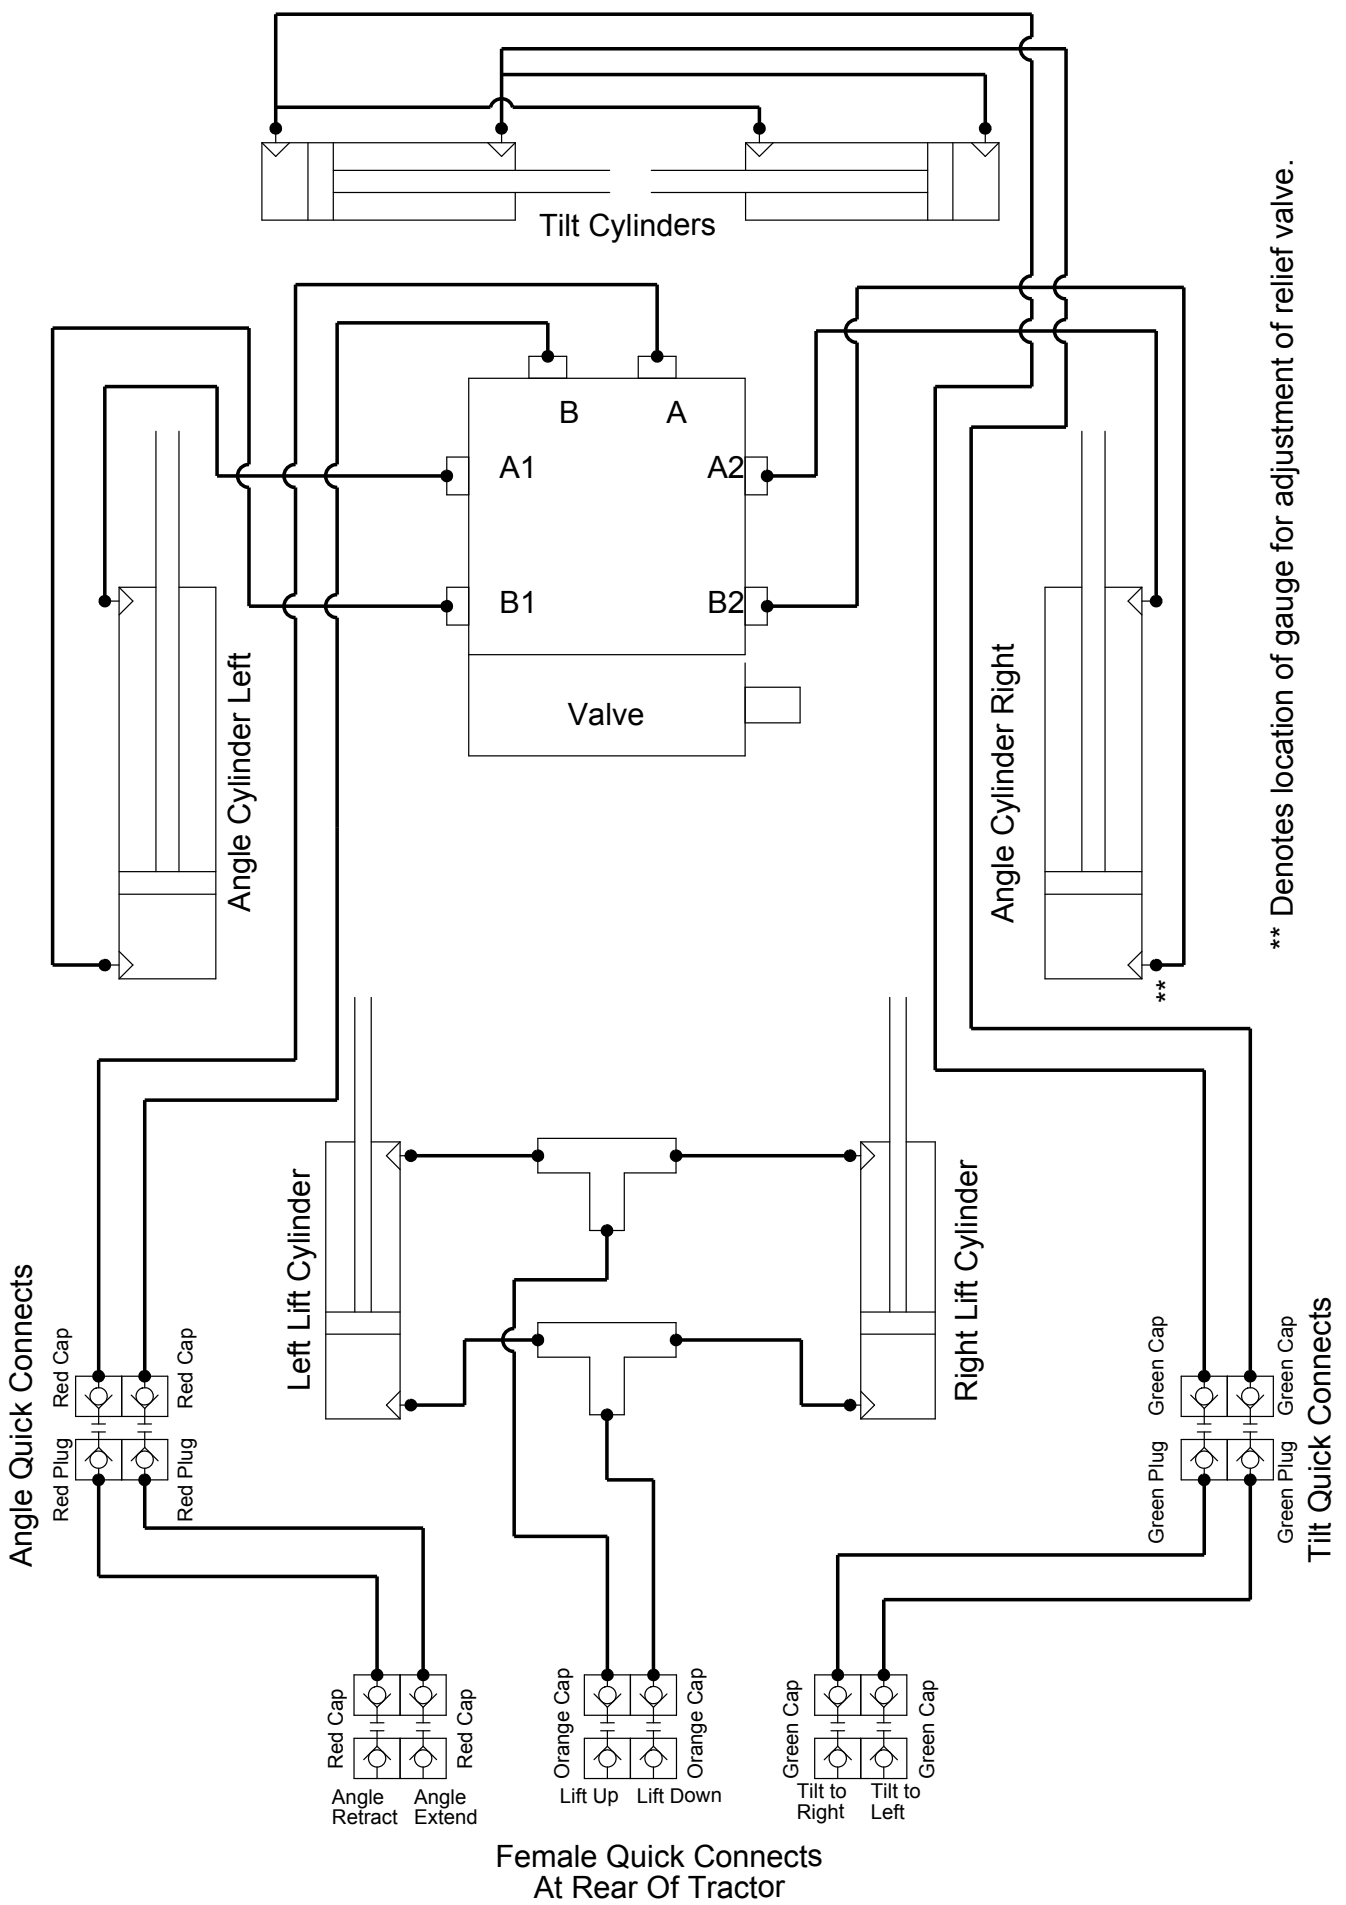 Tilt Cylinders
** Denotes location of gauge for adjustment of relief valve.
B
A
A1
A2
B1
B2
Valve
Angle Cylinder Left
Angle Cylinder Right
**
Left Lift Cylinder
Right Lift Cylinder
Angle Quick Connects
Red Cap
Red Cap
Red Plug
Red Plug
Green Cap
Green Cap
Green Plug
Green Plug
Tilt Quick Connects
Red Cap
Red Cap
Orange Cap
Orange Cap
Green Cap
Green Cap
Angle
Retract
Angle
Extend
Lift Up
Lift Down
Tilt to
Right
Tilt to
Left
Female Quick Connects
At Rear Of Tractor